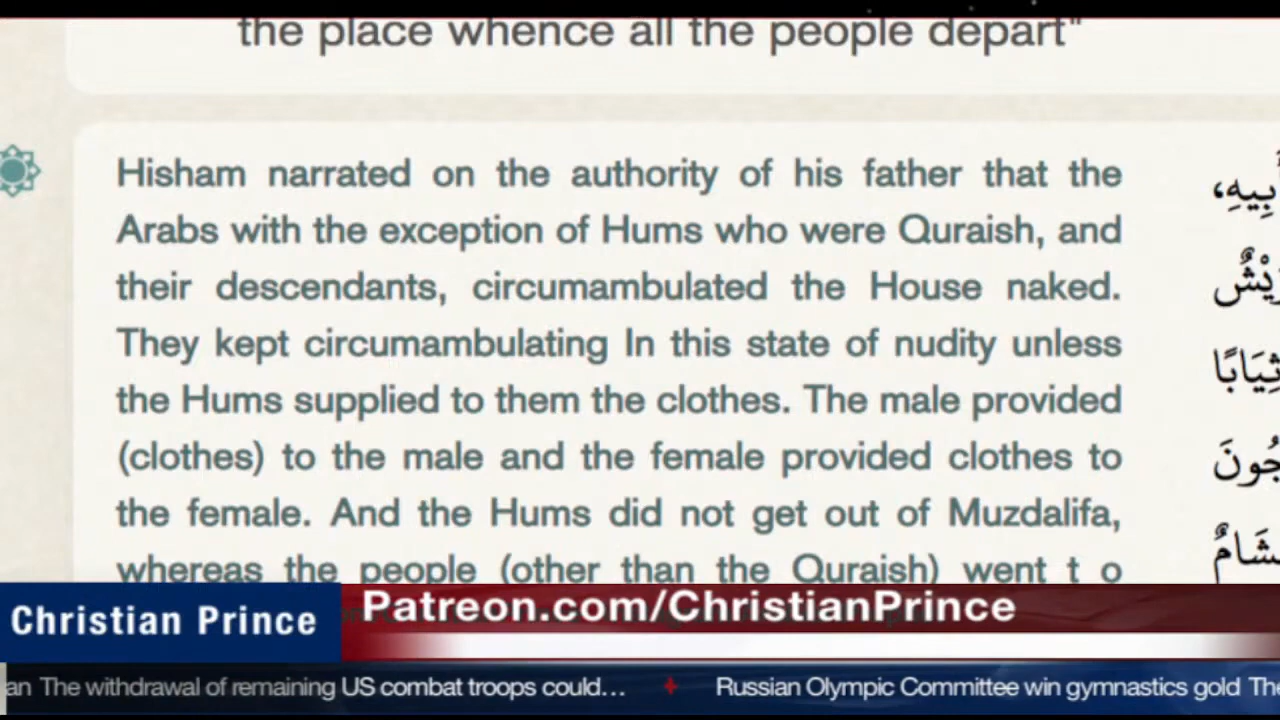 the place whence all the people depart"
Hisham narrated on the authority of his father that the
Arabs with the exception of Hums who were Quraish, and
their descendants, circumambulated the House naked.
They kept circumambulating In this state of nudity unless
the Hums supplied to them the clothes. The male provided
(clothes) to the male and the female provided clothes to
the female. And the Hums did not get out of Muzdalifa,
whereas the people (other than the Quraish) went t o
أَبِيهِ،
ثِيَابًا
Christian Prince
Patreon.com/ChristianPrince
an The withdrawal of remaining US combat troops could... Russian Olympic Committee win gymnastics gold The